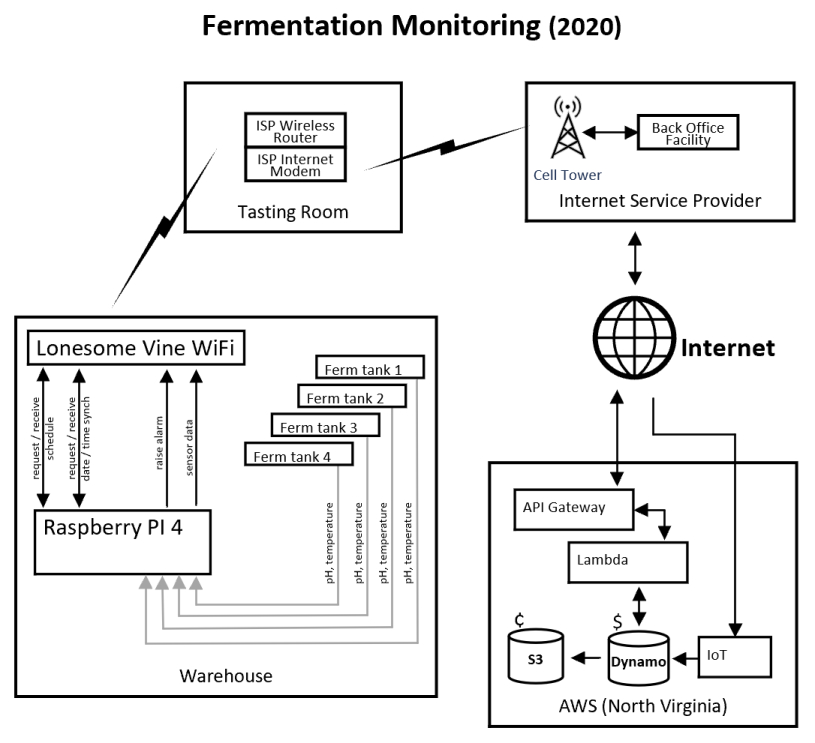 Fermentation Monitoring (2020)
ISP Wireless
Router
ISP Internet
Modem
Tasting Room
Cell Tower
Back Office
Facility
Internet Service Provider
Internet
Lonesome Vine WiFi
request / receive
schedule
request / receive
date / time synch
raise alarm
sensor data
Ferm tank 1
Ferm tank 2
Ferm tank 3
Ferm tank 4
Raspberry PI 4
pH, temperature
pH, temperature
pH, temperature
pH, temperature
Warehouse
API Gateway
Lambda
¢
$
S3
Dynamo
IoT
AWS (North Virginia)